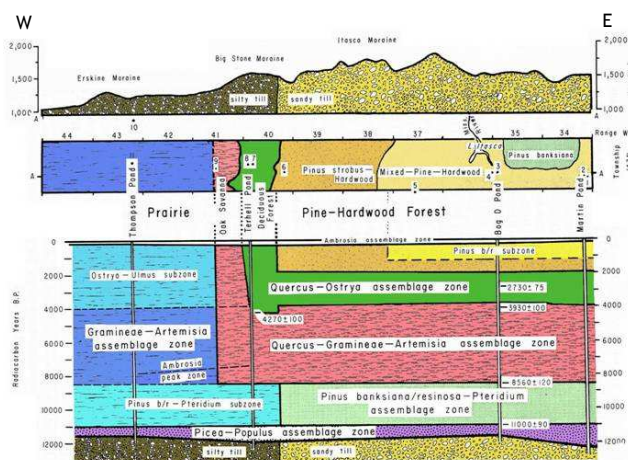 W
E
Itasca Moraine
Big Stone Moraine
Erskine Moraine
2,000
1,500
1,000
silty till
sandy till
2,000
1,500
1,000
A
A
10
44
43
42
41
40
39
38
37
36
35
34
Range W
Township
L. Itasca
Pinus banksiana
Pinus strobus-
Hardwood
Mixed-Pine-Hardwood
A
9
8 7
6
5
4
3
2
A
Prairie
Thompson Pond
Oak Savanna
Terhell Pond
Deciduous
Forest
Pine-Hardwood Forest
Bog D Pond
Martin Pond
Ambrosia assemblage zone
Radiocarbon Years B.P.
0
2000
4000
6000
8000
10000
12000
0
2000
4000
6000
8000
10000
12000
Pinus b/r subzone
Ostrya-Ulmus subzone
Quercus-Ostrya assemblage zone
2730±75
3930±100
4270±100
Gramineae-Artemisia
assemblage zone
Quercus-Gramineae-Artemisia
assemblage zone
Ambrosia
peak zone
8560±120
Pinus b/r-Pteridium subzone
Pinus banksiana/resinosa-Pteridium
assemblage zone
11000±90
Picea-Populus assemblage zone
silty till
sandy till